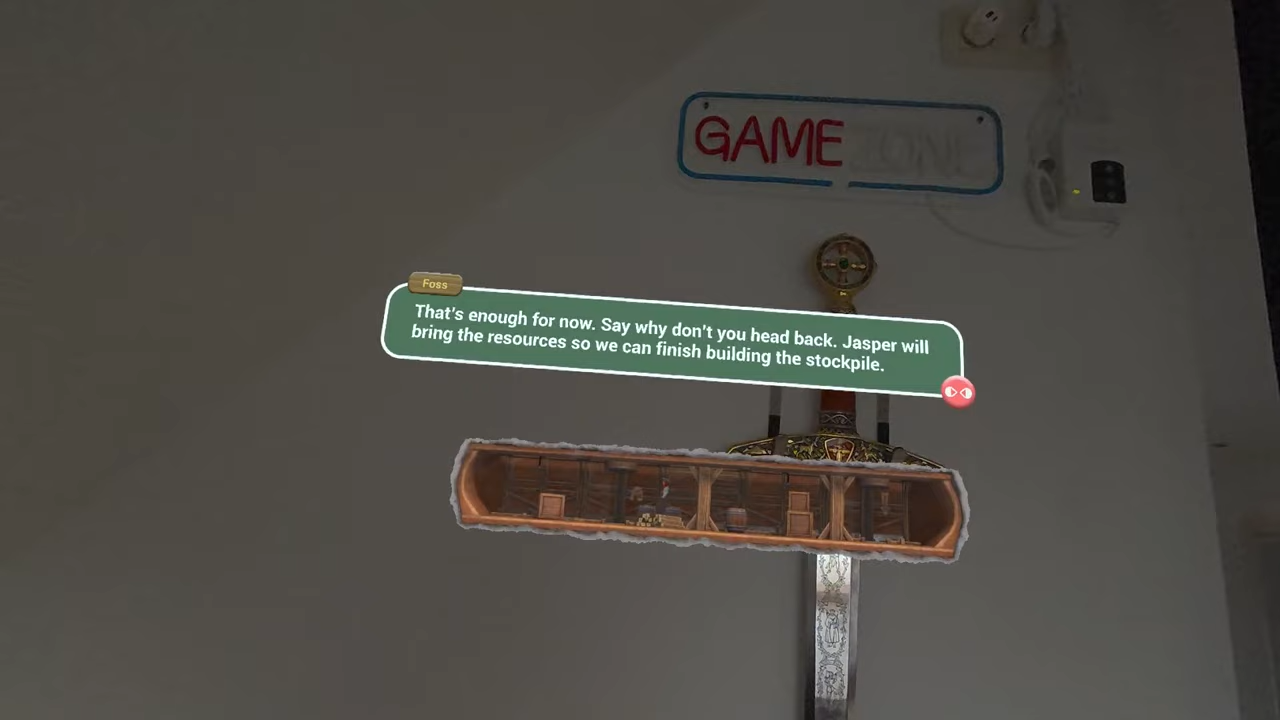 GAME ZONE
Foss
That's enough for now. Say why don't you head back. Jasper will
bring the resources so we can finish building the stockpile.